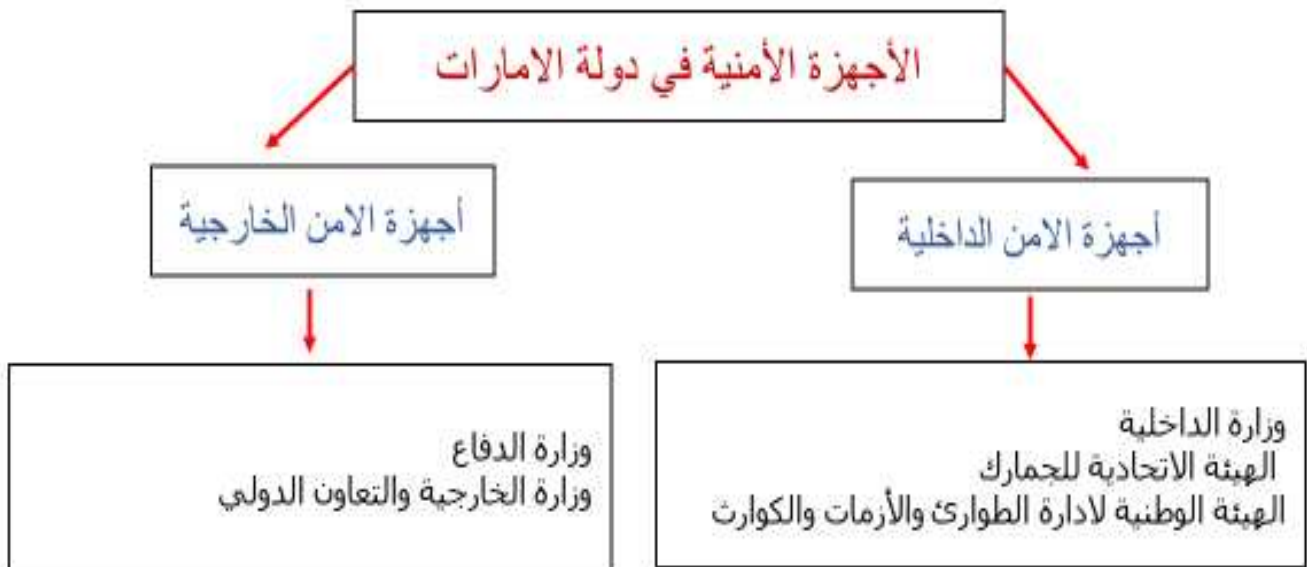 الأجهزة الأمنية في دولة الامارات
أجهزة الامن الداخلية
أجهزة الامن الخارجية
وزارة الداخلية
الهيئة الاتحادية للجمارك
الهيئة الوطنية لادارة الطوارئ والأزمات والكوارث
وزارة الدفاع
وزارة الخارجية والتعاون الدولي